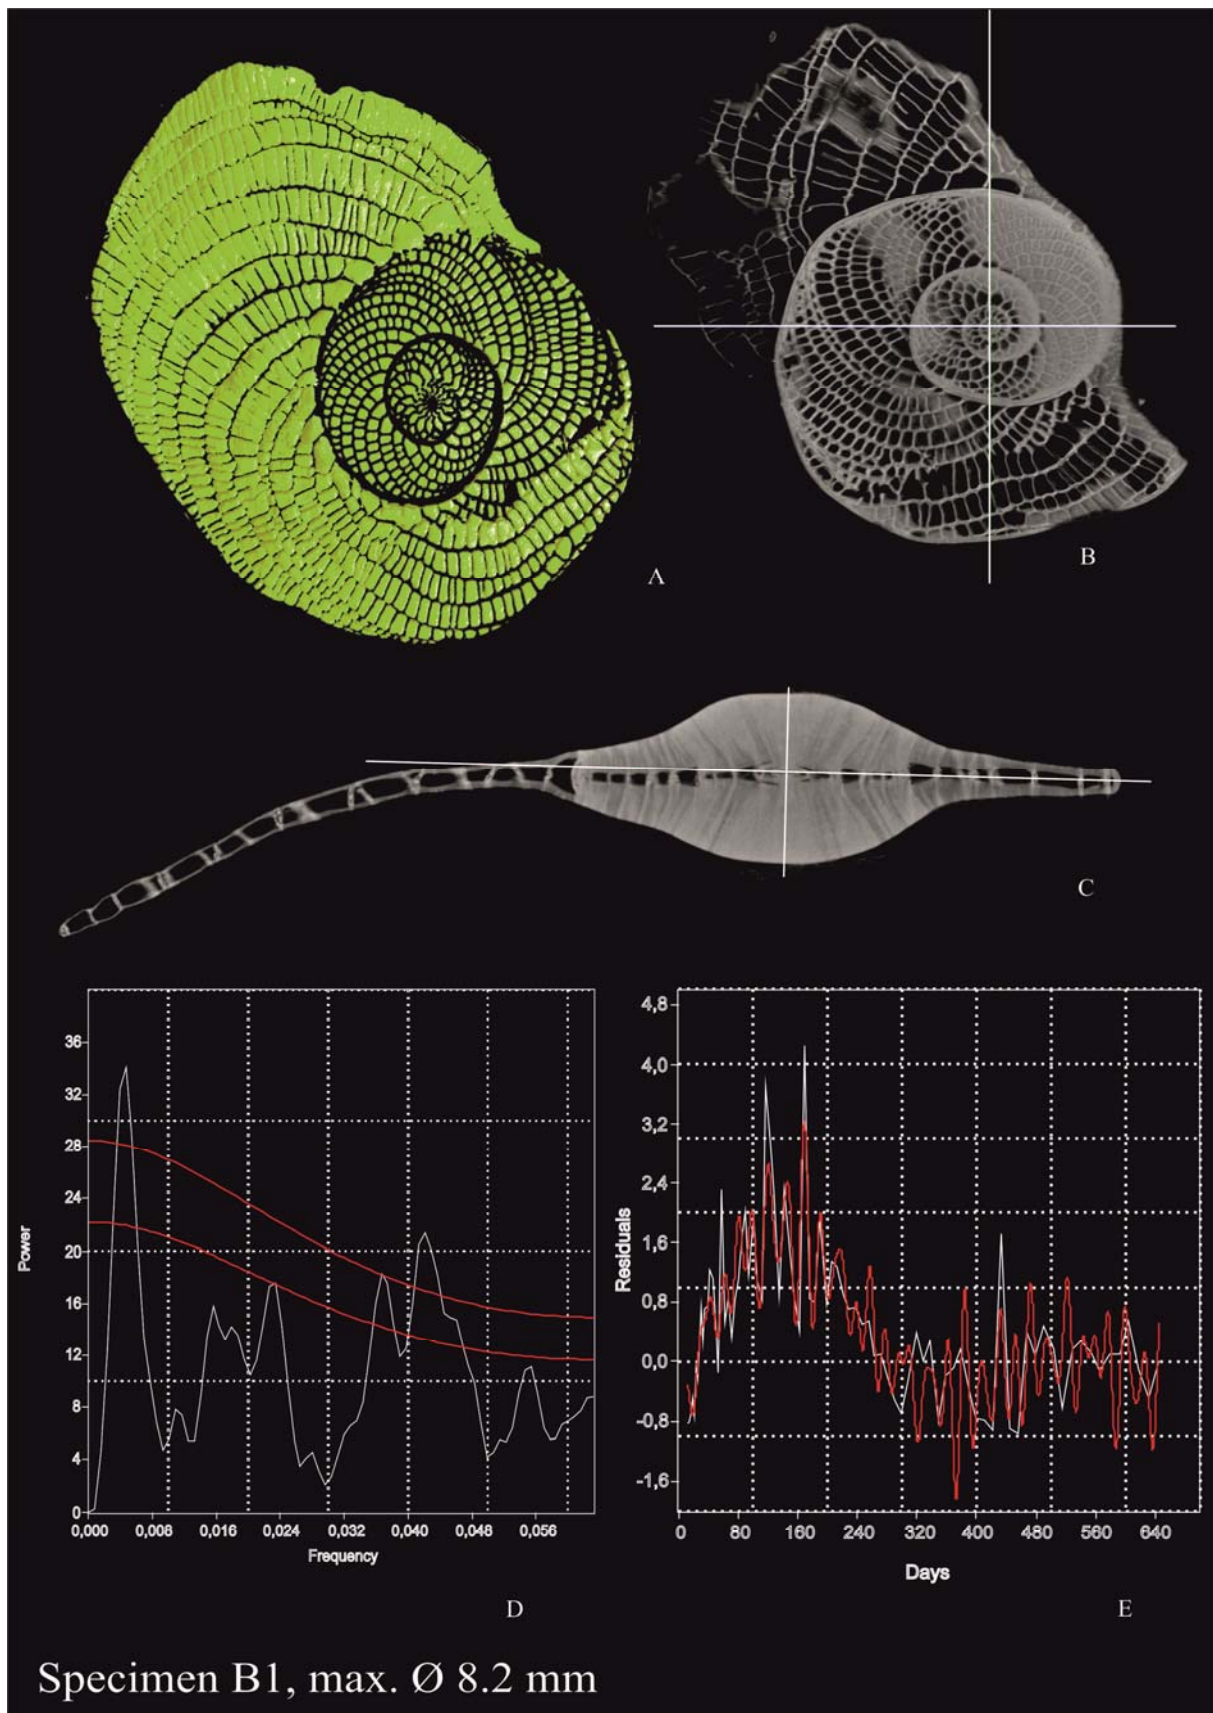 A
B
C
36
32
28
24
20
16
12
8
4
0
Power
0,000 0,008 0,016 0,024 0,032 0,040 0,048 0,056
Frequency
D
4,8
4,0
3,2
2,4
1,6
0,8
0,0
-0,8
-1,6
Residuals
0 80 160 240 320 400 480 560 640
Days
E
Specimen B1, max. Ø 8.2 mm